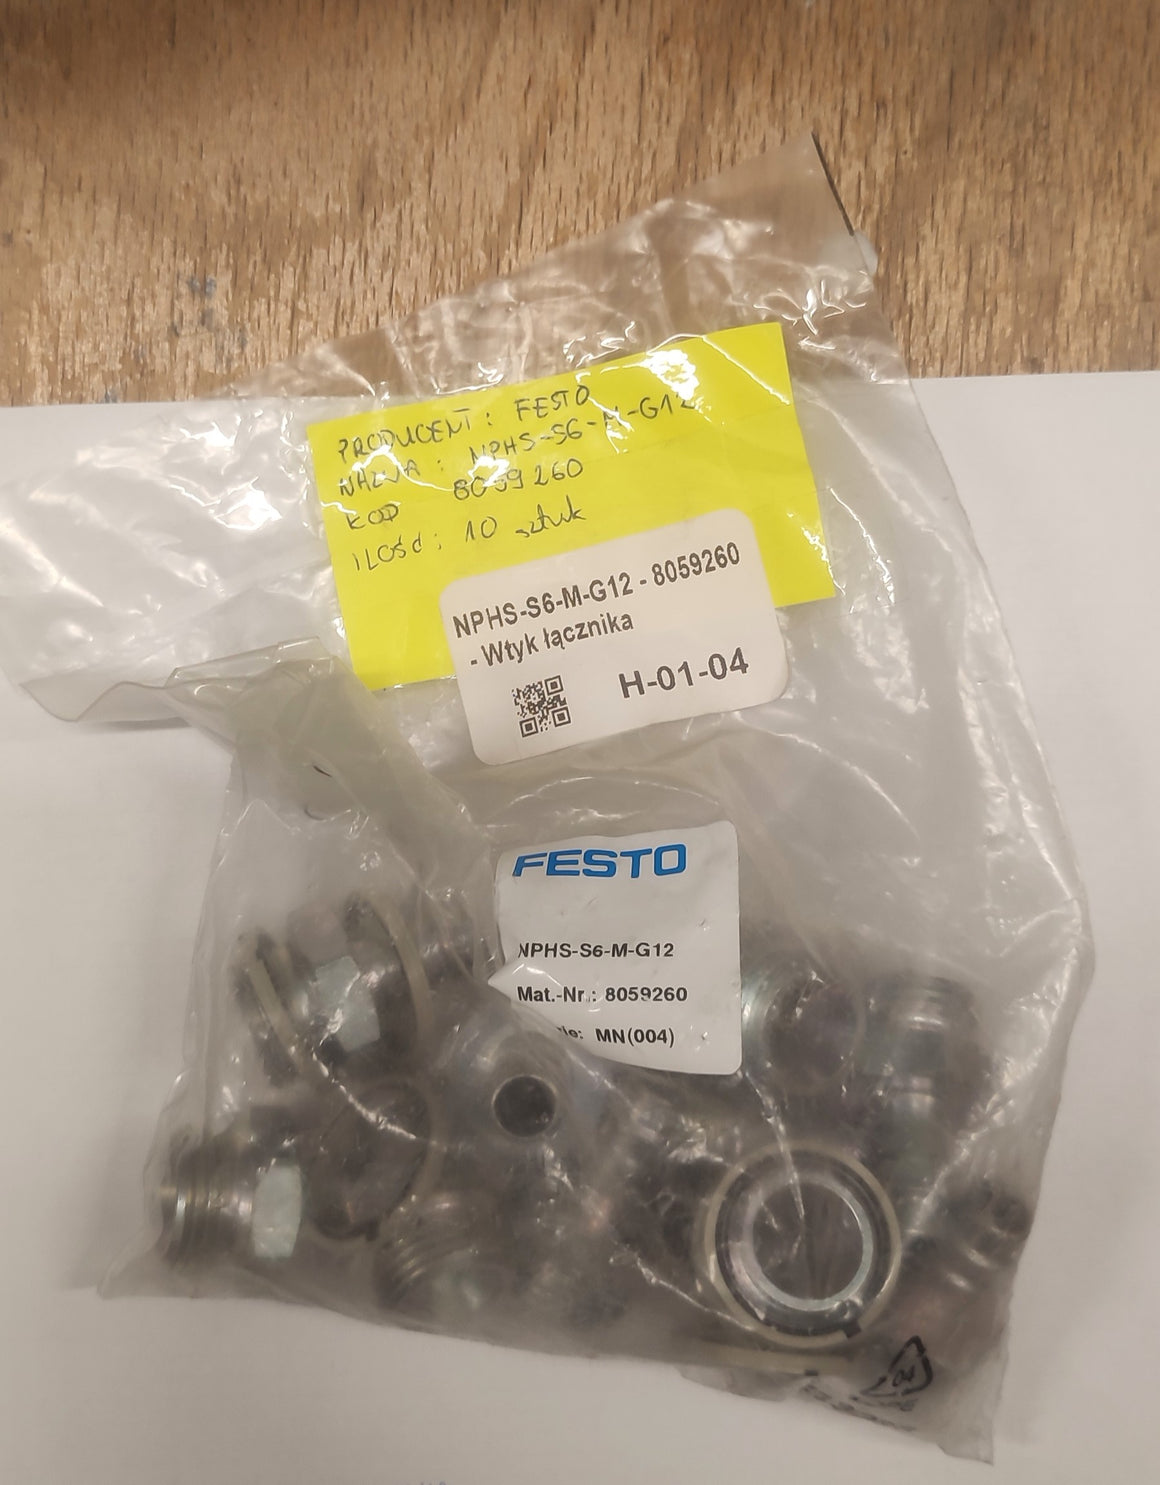 PRODUCENT: FESTO
NAZWA: NPHS-S6-M-G12
KOD 8059260
ILOŚĆ: 10 sztuk
NPHS-S6-M-G12 - 8059260
- Wtyk łącznika
H-01-04
FESTO
NPHS-S6-M-G12
Mat.-Nr.: 8059260
MN(004)
04